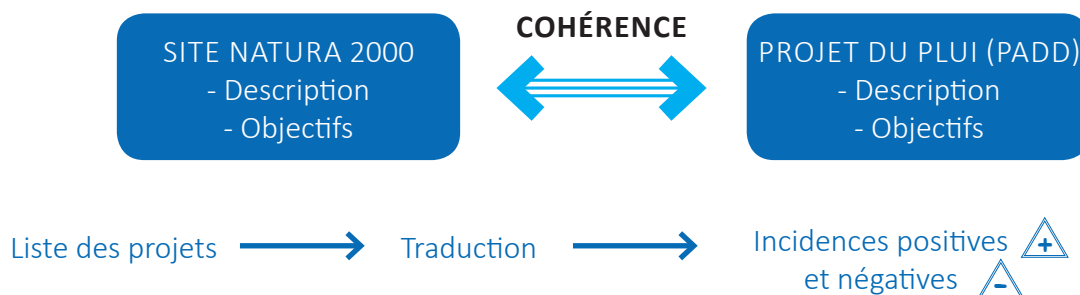 COHÉRENCE
SITE NATURA 2000
- Description
- Objectifs
PROJET DU PLUI (PADD)
- Description
- Objectifs
Liste des projets
Traduction
Incidences positives +
et négatives -